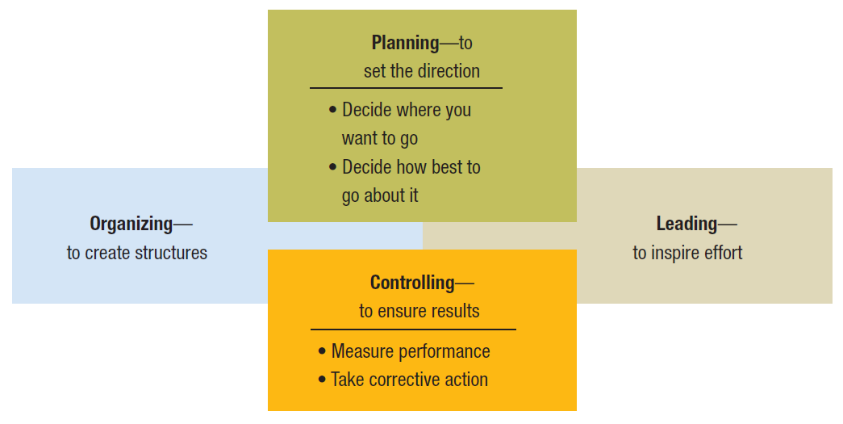 Planning—to
set the direction
• Decide where you
want to go
• Decide how best to
go about it
Organizing—
to create structures
Leading—
to inspire effort
Controlling—
to ensure results
• Measure performance
• Take corrective action